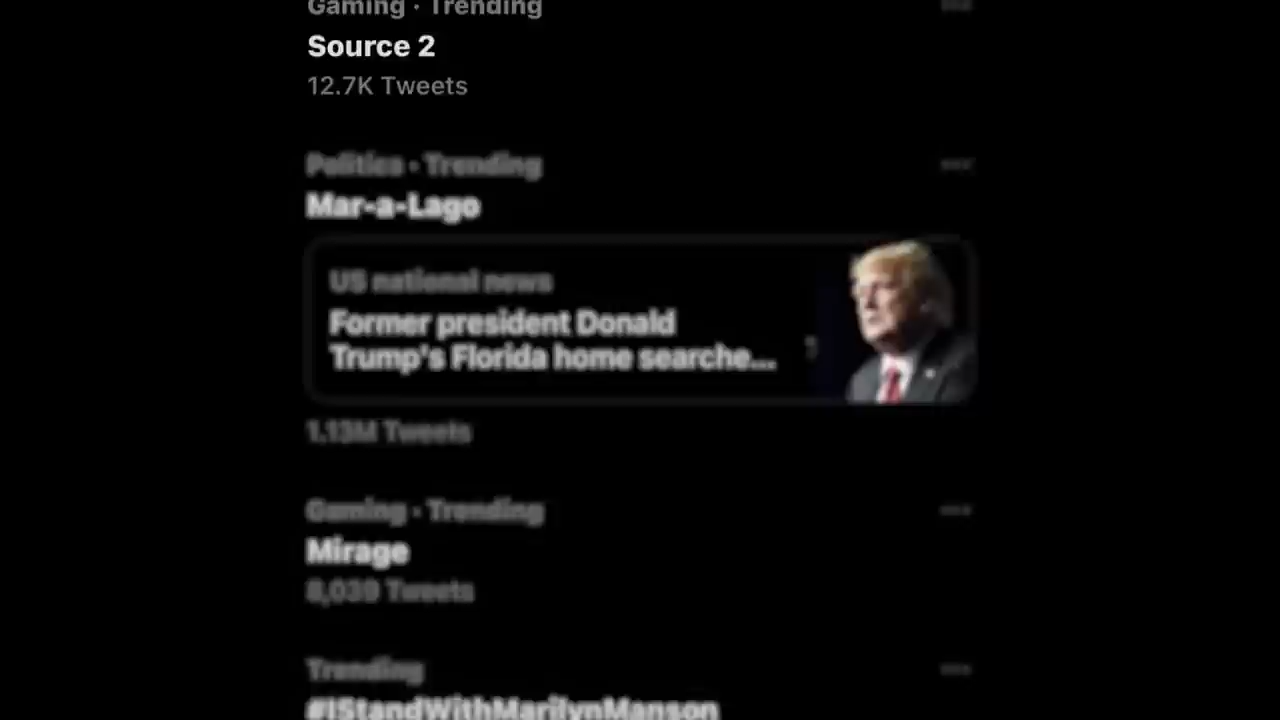 Gaming · Trending
Source 2
12.7K Tweets
Politics · Trending
Mar-a-Lago
US national news
Former president Donald
Trump's Florida home searche...
1.13M Tweets
Gaming · Trending
Mirage
8,039 Tweets
Trending
#IStandWithMarilynManson